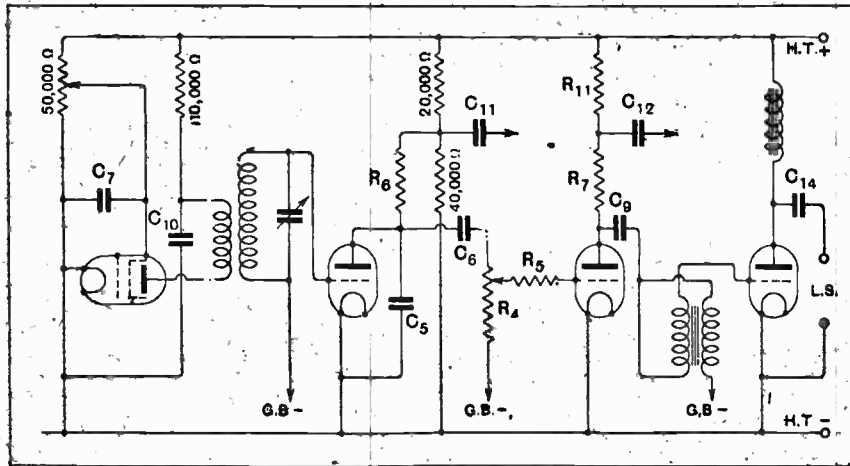 50,000 Ω
10,000 Ω
20,000 Ω
40,000 Ω
H.T.+
R11
C11
C12
C7
C10
R6
R7
C14
C9
C6
R5
R4
C5
L.S.
G.B-
G.B.-
G.B-
H.T-